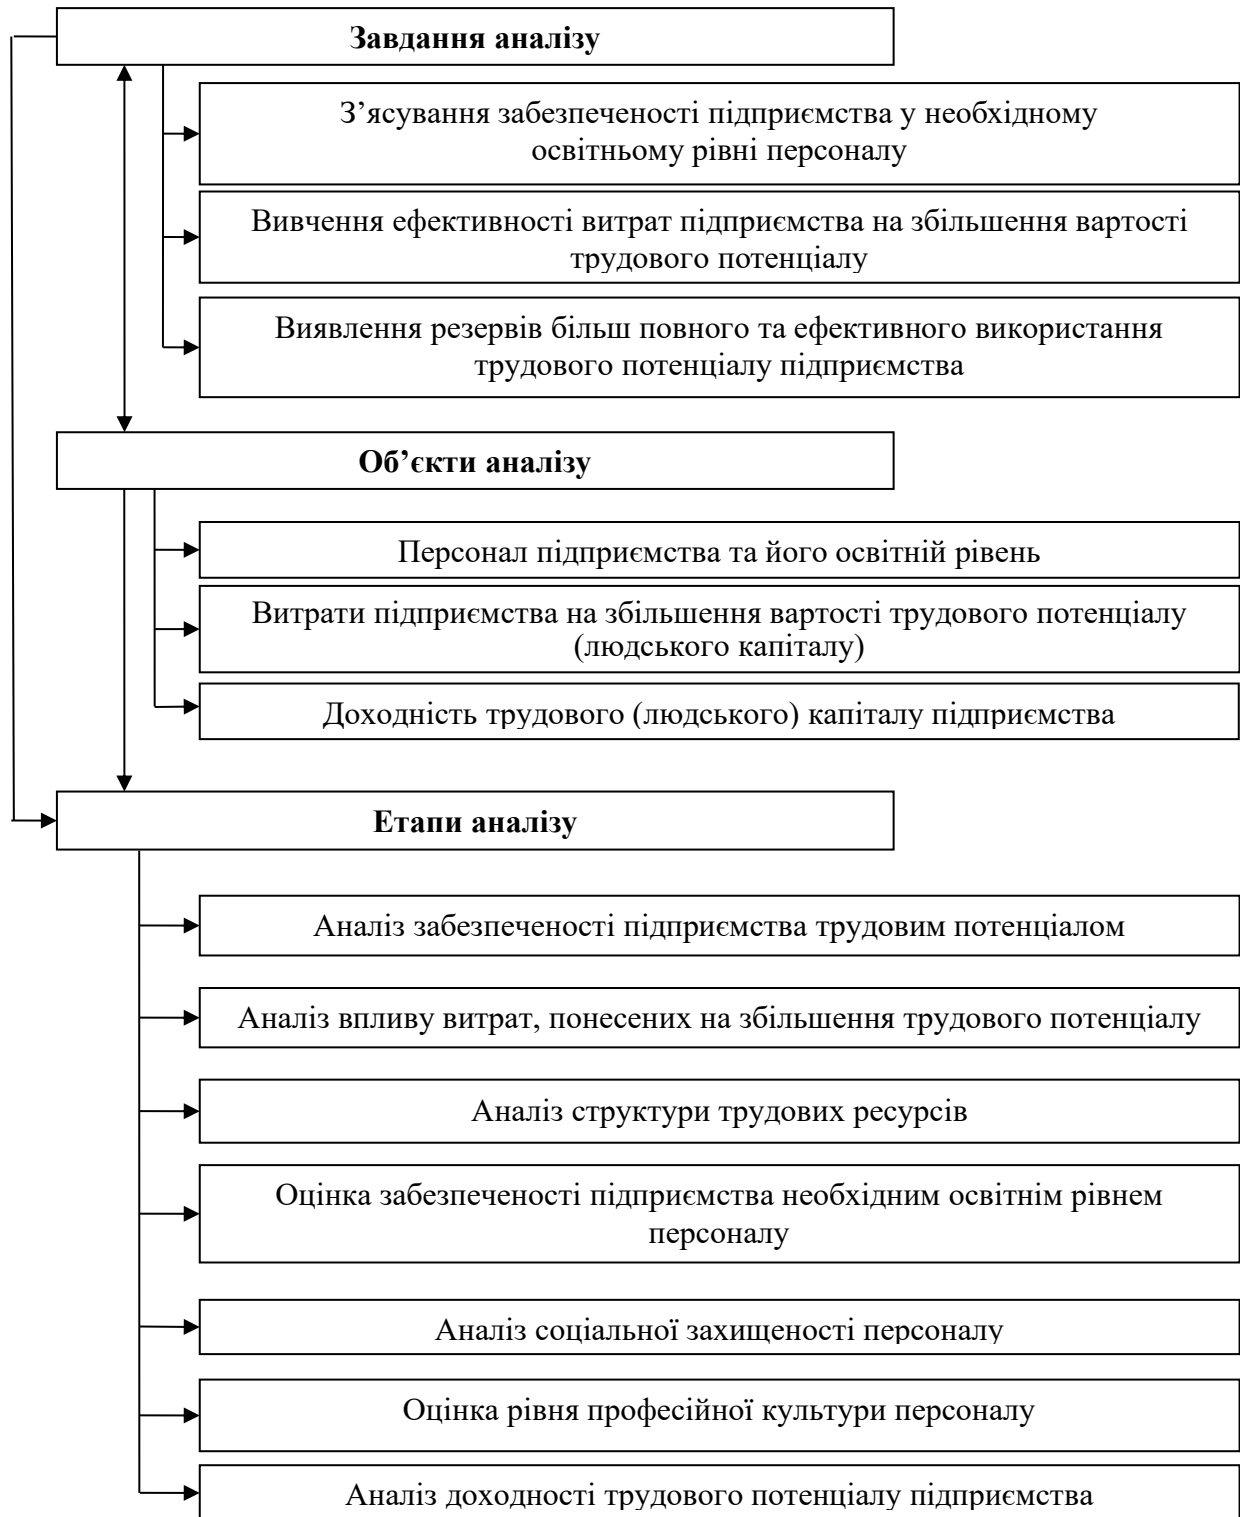 Завдання аналізу
З’ясування забезпеченості підприємства у необхідному
освітньому рівні персоналу
Вивчення ефективності витрат підприємства на збільшення вартості
трудового потенціалу
Виявлення резервів більш повного та ефективного використання
трудового потенціалу підприємства
Об’єкти аналізу
Персонал підприємства та його освітній рівень
Витрати підприємства на збільшення вартості трудового потенціалу
(людського капіталу)
Доходність трудового (людського) капіталу підприємства
Етапи аналізу
Аналіз забезпеченості підприємства трудовим потенціалом
Аналіз впливу витрат, понесених на збільшення трудового потенціалу
Аналіз структури трудових ресурсів
Оцінка забезпеченості підприємства необхідним освітнім рівнем
персоналу
Аналіз соціальної захищеності персоналу
Оцінка рівня професійної культури персоналу
Аналіз доходності трудового потенціалу підприємства